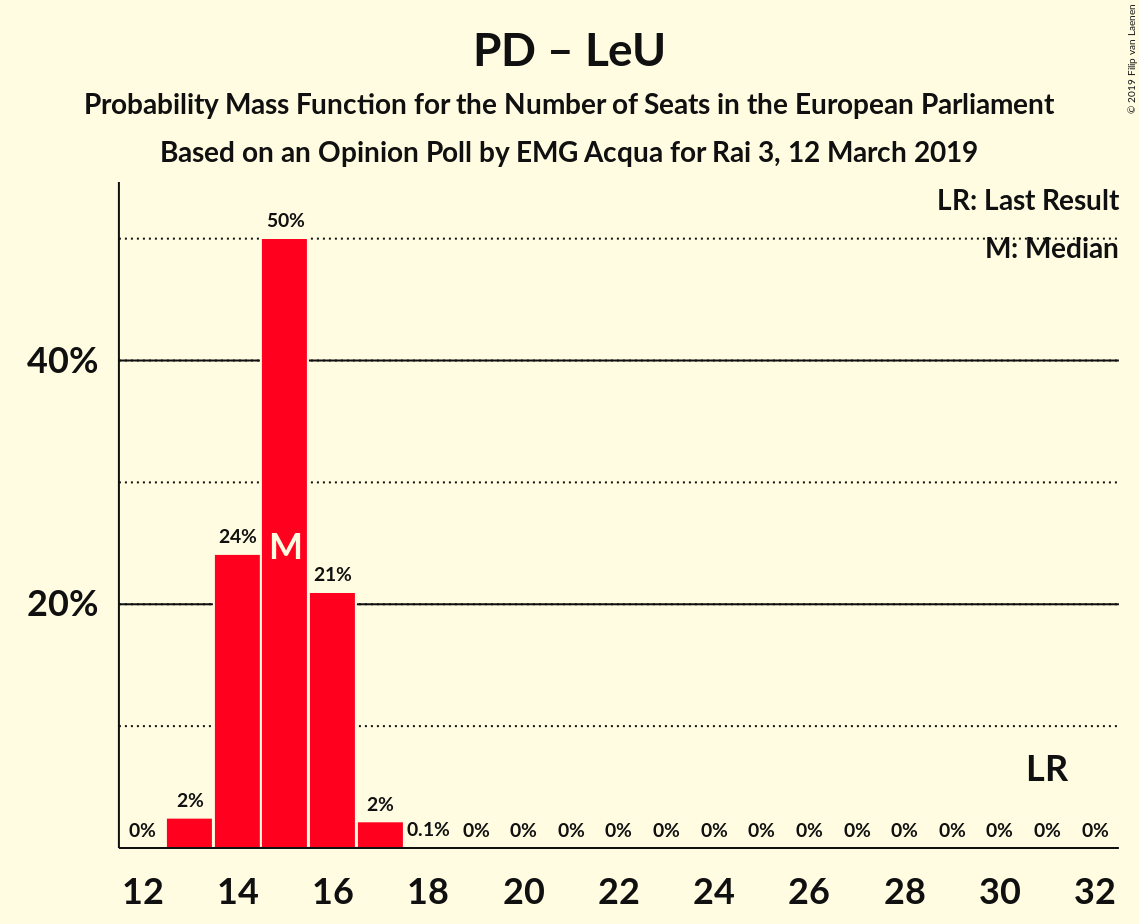 PD – LeU
Probability Mass Function for the Number of Seats in the European Parliament
Based on an Opinion Poll by EMG Acqua for Rai 3, 12 March 2019
© 2019 Filip van Laenen
LR: Last Result
M: Median
50%
40%
24%
M
21%
20%
LR
0% 2% 2% 0.1% 0% 0% 0% 0% 0% 0% 0% 0% 0% 0% 0% 0% 0% 0%
12 14 16 18 20 22 24 26 28 30 32